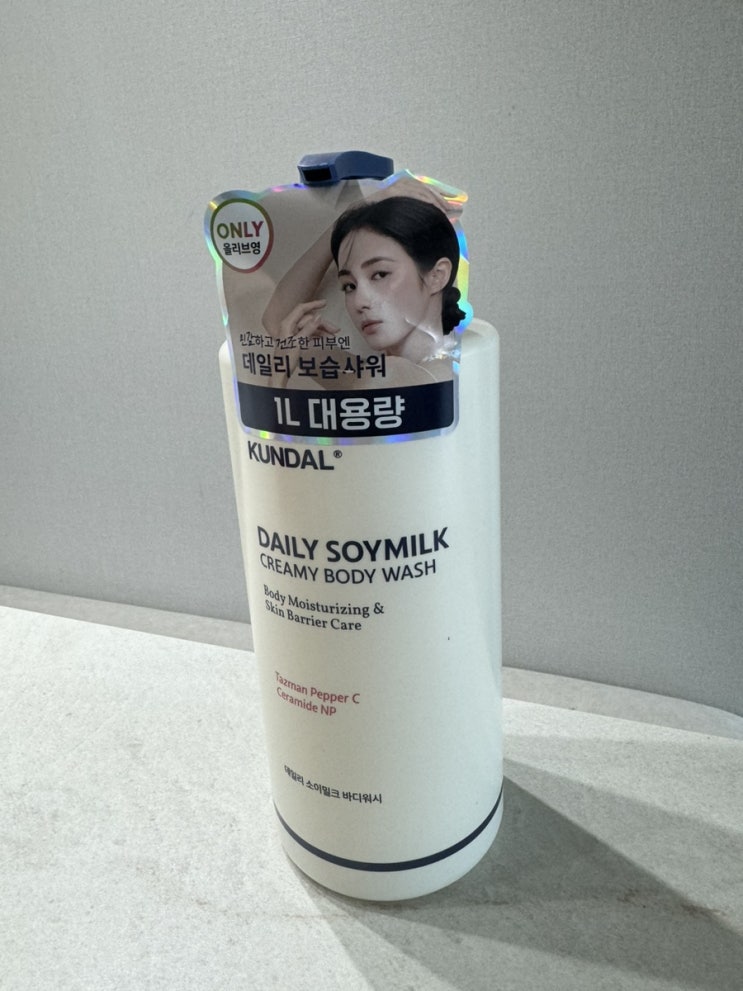 ONLY
올리브영
민감하고 건조한 피부엔
데일리 보습샤워
1L 대용량
KUNDAL®
DAILY SOYMILK
CREAMY BODY WASH
Body Moisturizing &
Skin Barrier Care
Tazman Pepper C
Ceramide NP
데일리 소이밀크 바디워시